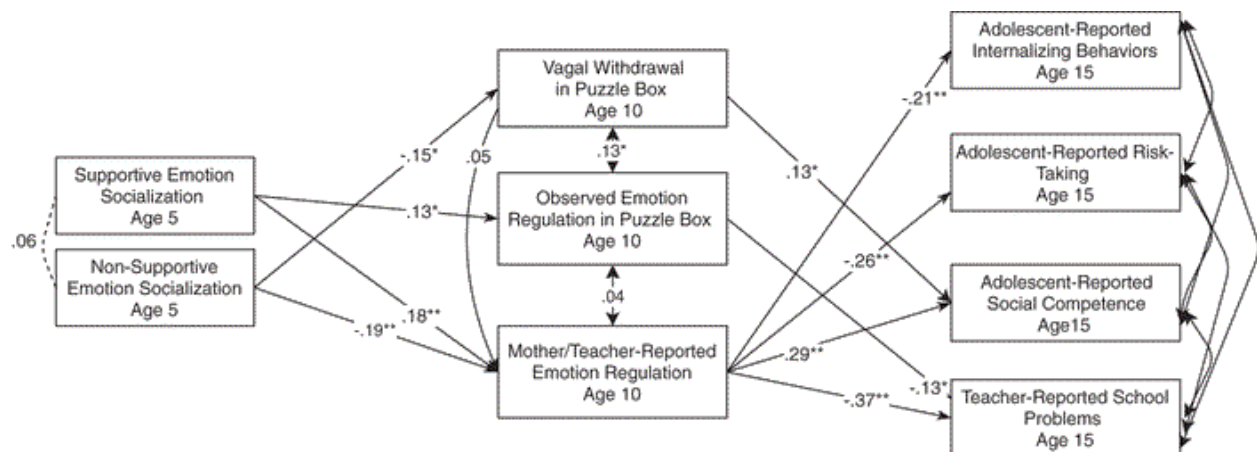 Supportive Emotion
Socialization
Age 5
.06
Non-Supportive
Emotion Socialization
Age 5
-.15*
.05
.13*
.18**
-.19**
Vagal Withdrawal
in Puzzle Box
Age 10
.13*
Observed Emotion
Regulation in Puzzle Box
Age 10
.04
Mother/Teacher-Reported
Emotion Regulation
Age 10
-.21**
.13*
-.26**
.29**
-.13*
-.37**
Adolescent-Reported
Internalizing Behaviors
Age 15
Adolescent-Reported Risk-
Taking
Age 15
Adolescent-Reported
Social Competence
Age15
Teacher-Reported School
Problems
Age 15